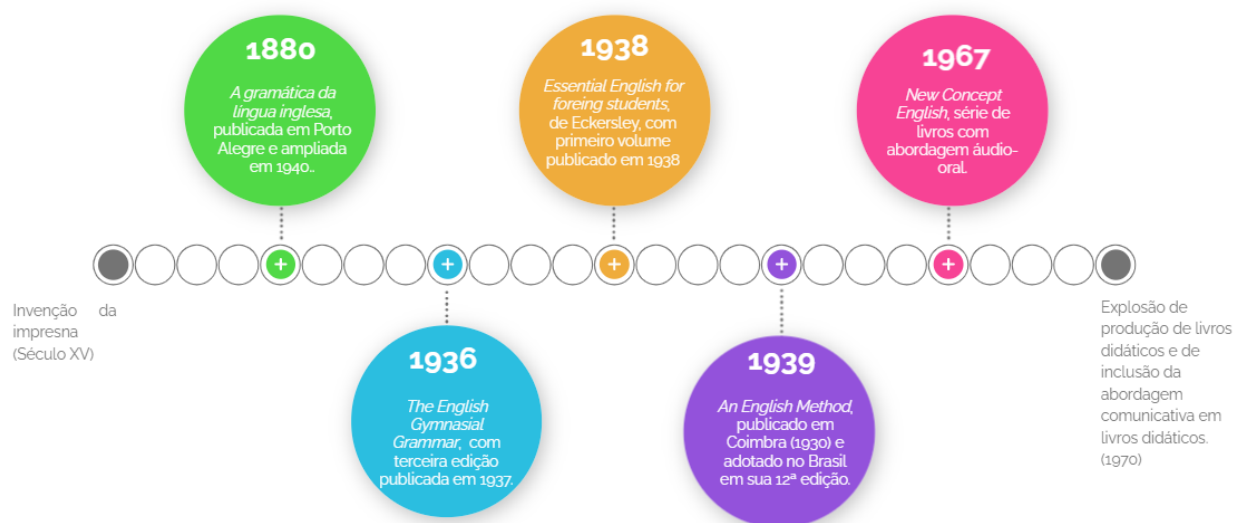 1880
A gramática da
língua inglesa,
publicada em Porto
Alegre e ampliada
em 1940..
1938
Essential English for
foreing students,
de Eckersley, com
primeiro volume
publicado em 1938
1967
New Concept
English, série de
livros com
abordagem áudio-
oral.
Invenção da
impresna
(Século XV)
1936
The English
Gymnasial
Grammar, com
terceira edição
publicada em 1937.
1939
An English Method,
publicado em
Coimbra (1930) e
adotado no Brasil
em sua 12ª edição.
Explosão de
produção de livros
didáticos e de
inclusão da
abordagem
comunicativa em
livros didáticos.
(1970)